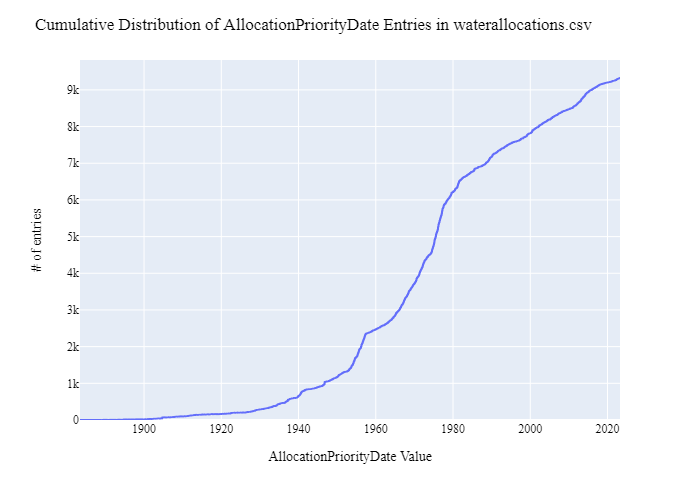 Cumulative Distribution of AllocationPriorityDate Entries in waterallocations.csv
# of entries
9k
8k
7k
6k
5k
4k
3k
2k
1k
0
1900 1920 1940 1960 1980 2000 2020
AllocationPriorityDate Value